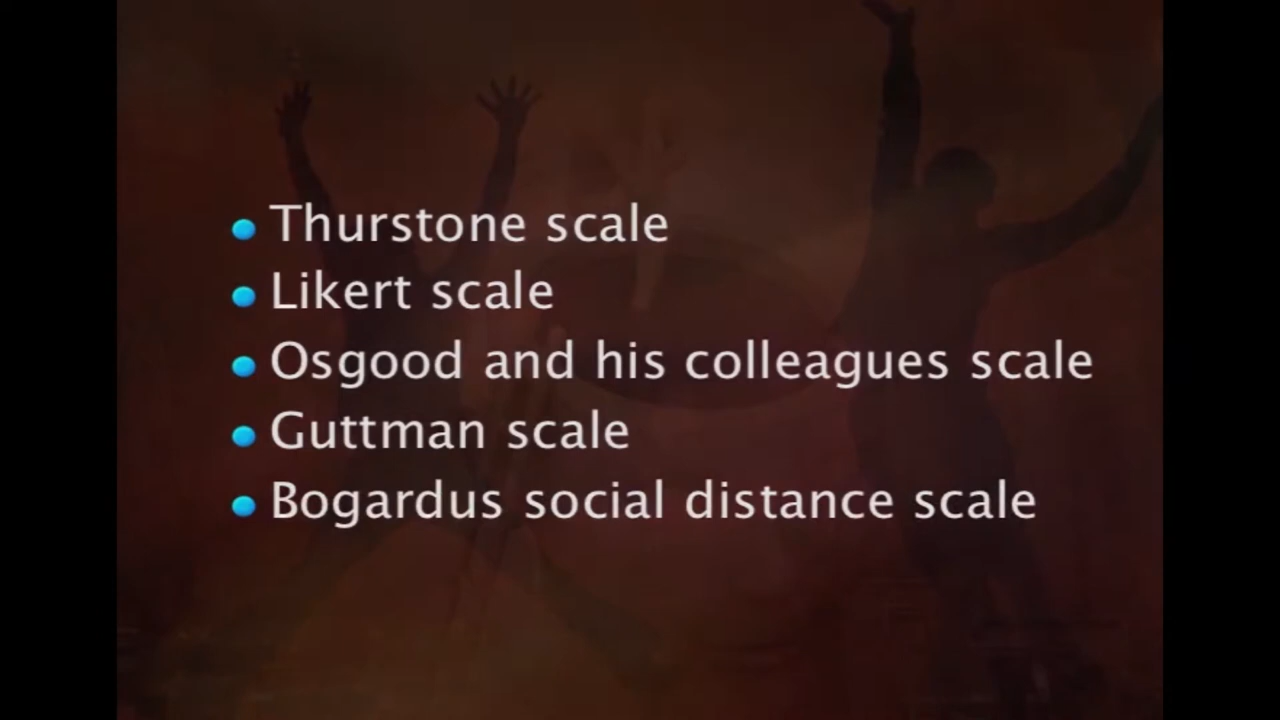 Thurstone scale
Likert scale
Osgood and his colleagues scale
Guttman scale
Bogardus social distance scale